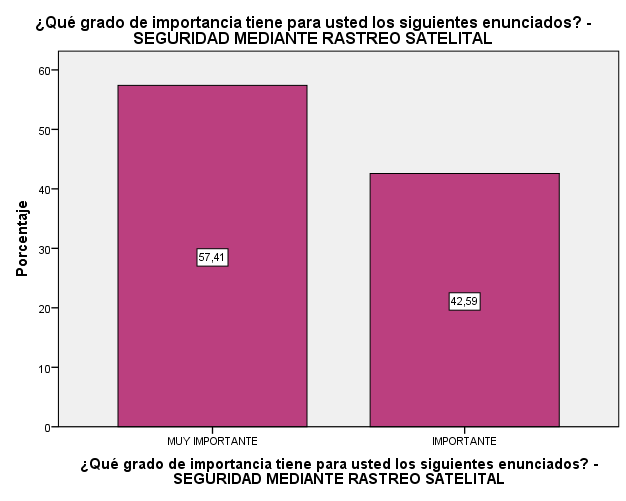 ¿Qué grado de importancia tiene para usted los siguientes enunciados? -
SEGURIDAD MEDIANTE RASTREO SATELITAL
Porcentaje
60
50
40
30
20
10
0
57,41
42,59
MUY IMPORTANTE
IMPORTANTE
¿Qué grado de importancia tiene para usted los siguientes enunciados? -
SEGURIDAD MEDIANTE RASTREO SATELITAL